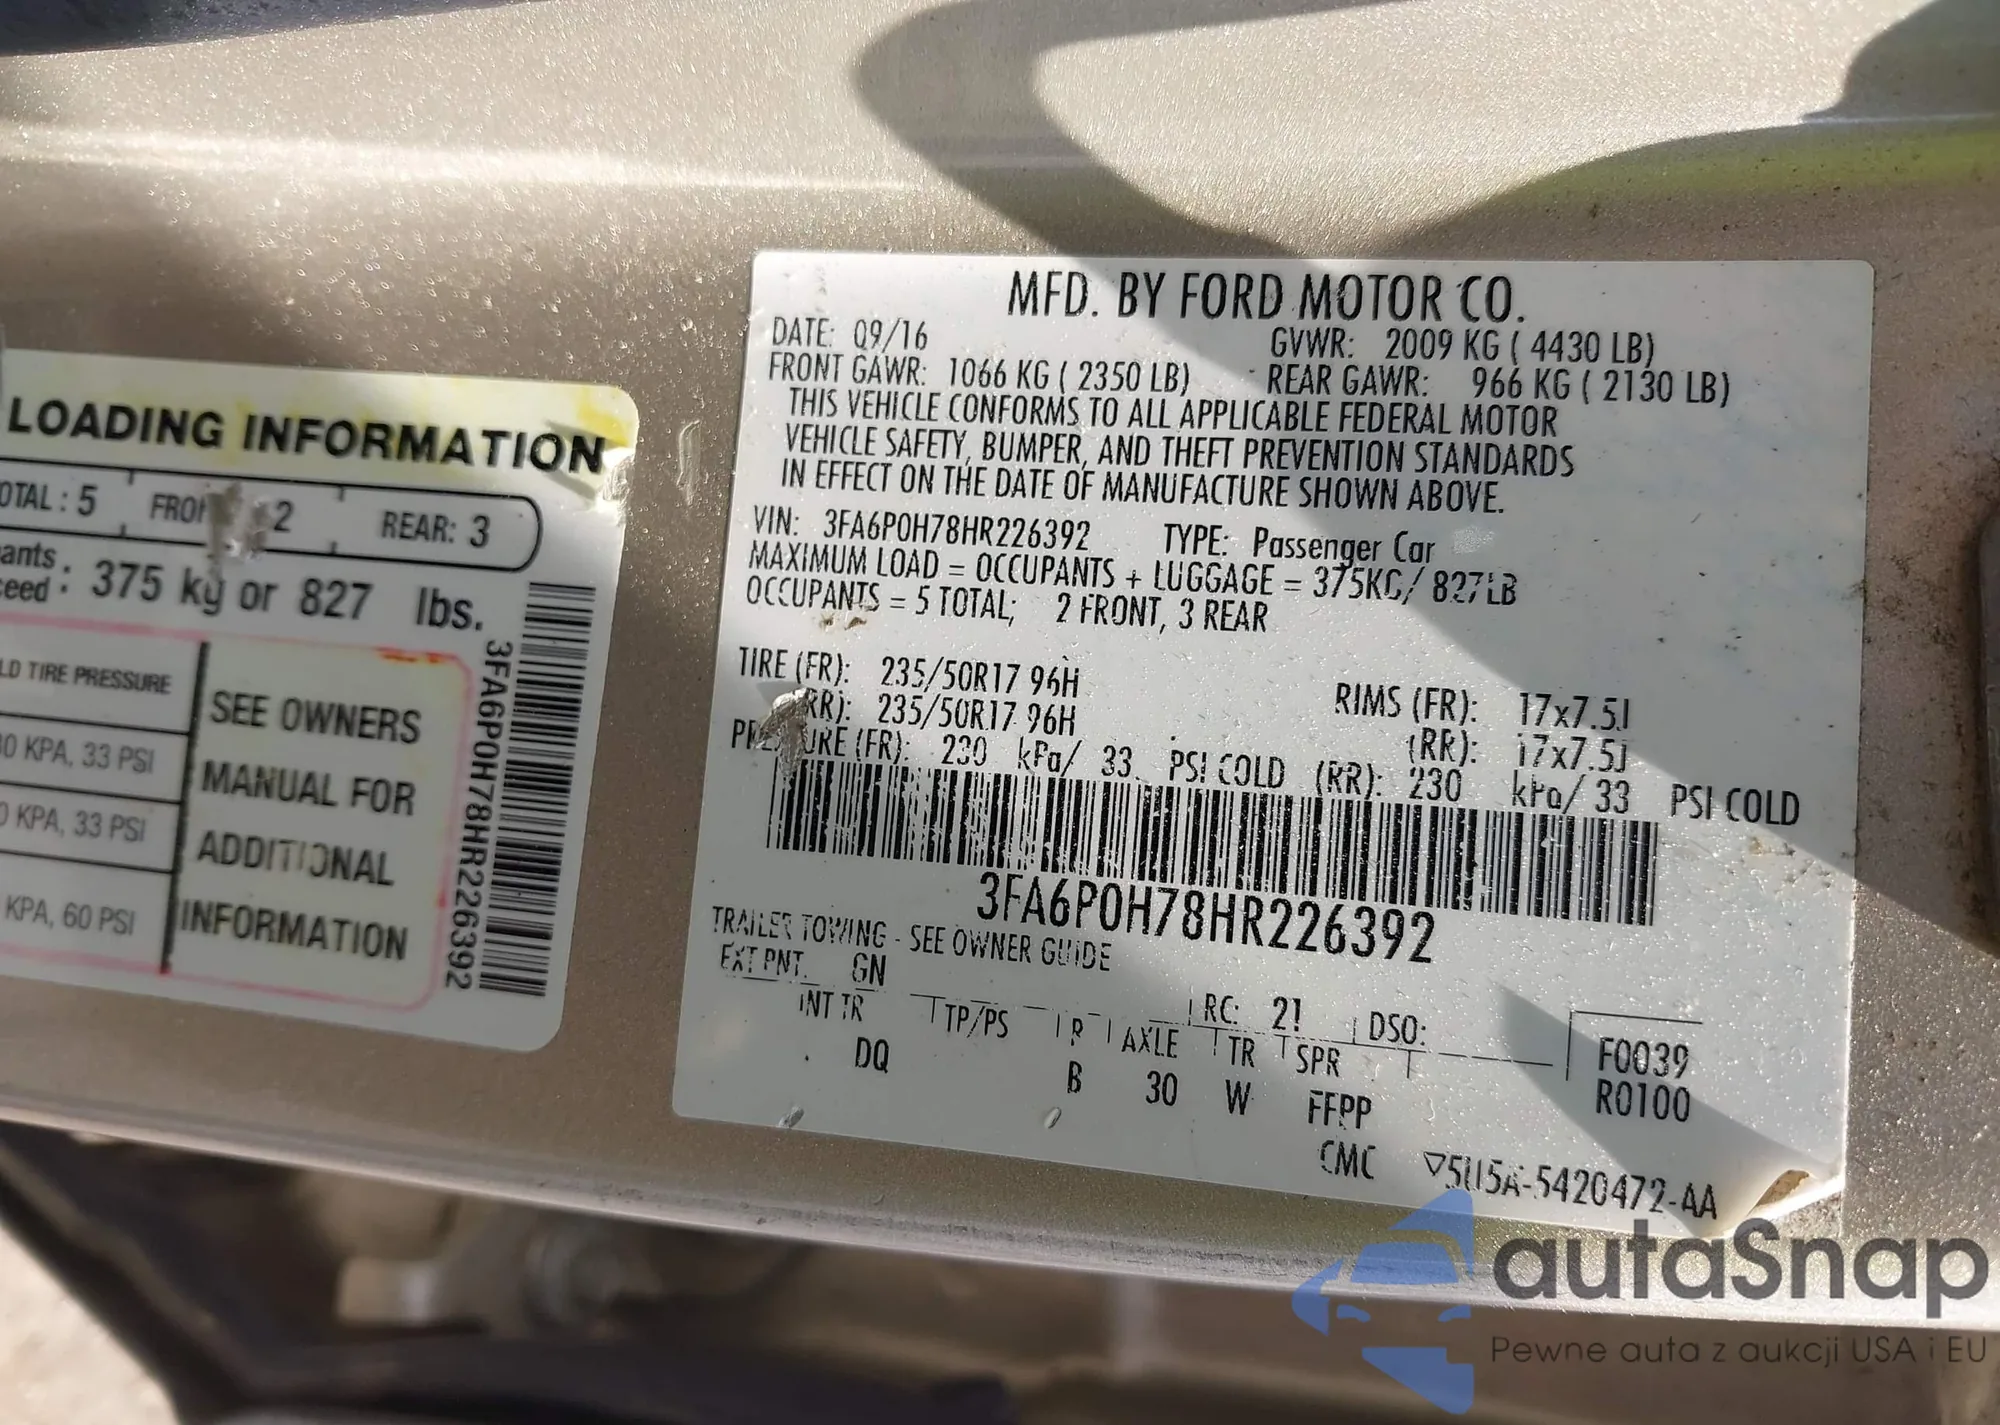 LOADING INFORMATION
OTAL : 5 FRON 2 REAR: 3
ants
ceed : 375 kg or 827 lbs.
LD TIRE PRESSURE
KPA, 33 PSI
KPA, 33 PSI
KPA, 60 PSI
SEE OWNERS
MANUAL FOR
ADDITIONAL
INFORMATION
3FA6P0H78HR226392
MFD. BY FORD MOTOR CO.
DATE: 09/16 GVWR: 2009 KG ( 4430 LB)
FRONT GAWR: 1066 KG ( 2350 LB) REAR GAWR: 966 KG ( 2130 LB)
THIS VEHICLE CONFORMS TO ALL APPLICABLE FEDERAL MOTOR
VEHICLE SAFETY, BUMPER, AND THEFT PREVENTION STANDARDS
IN EFFECT ON THE DATE OF MANUFACTURE SHOWN ABOVE.
VIN: 3FA6P0H78HR226392 TYPE: Passenger Car
MAXIMUM LOAD = OCCUPANTS + LUGGAGE = 375KG/ 827LB
OCCUPANTS = 5 TOTAL; 2 FRONT, 3 REAR
TIRE (FR): 235/50R17 96H RIMS (FR): 17x7.5J
(RR): 235/50R17 96H (RR): 17x7.5J
PRESSURE (FR): 230 kPa/ 33 PSI COLD (RR): 230 kPa/ 33 PSI COLD
3FA6P0H78HR226392
TRAILER TOWING - SEE OWNER GUIDE
EXT PNT: GN RC: 21 DSO:
INT TR TP/PS R AXLE TR SPR F0039
DQ B 30 W FFPP R0100
CMC ▽5U5A-5420472-AA
autaSnap
Pewne auta z aukcji USA i EU